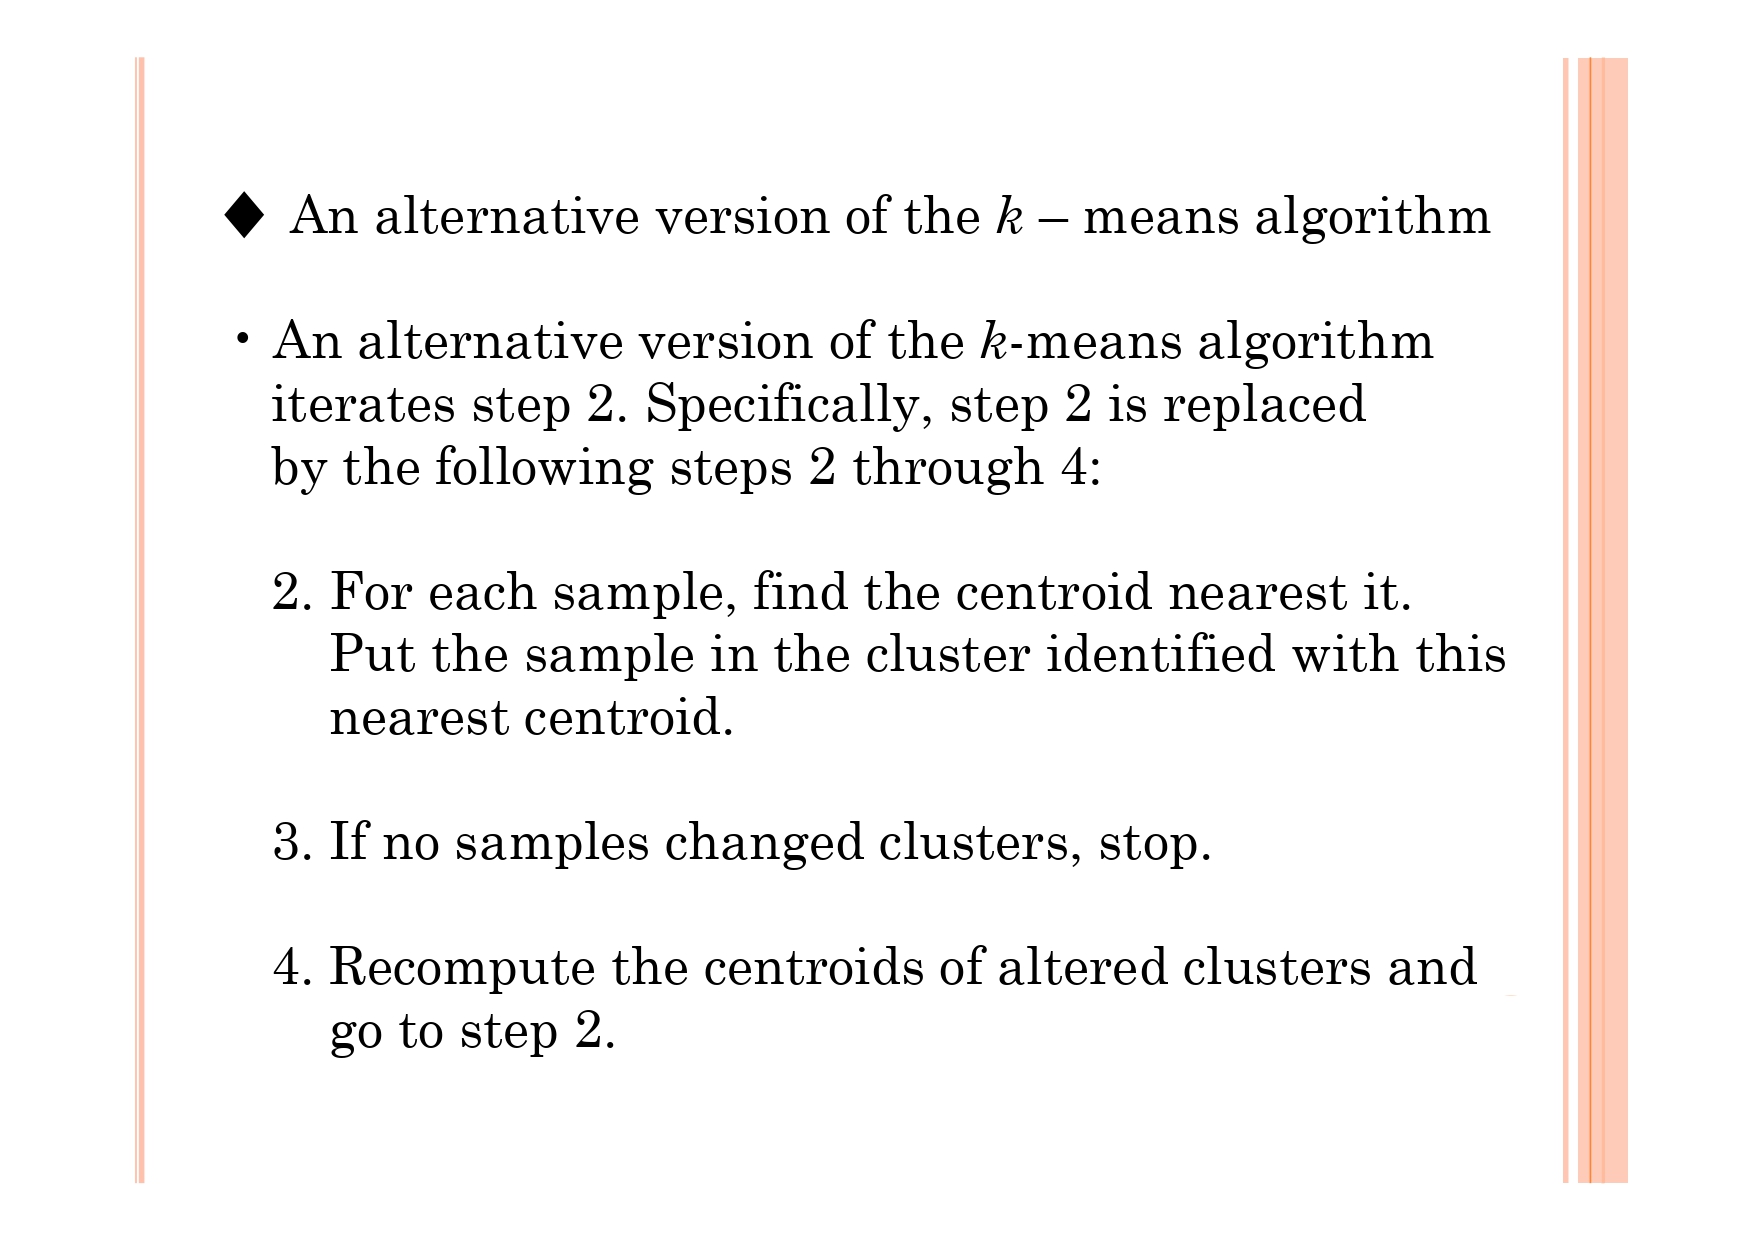 ♦ An alternative version of the k – means algorithm
• An alternative version of the k-means algorithm
iterates step 2. Specifically, step 2 is replaced
by the following steps 2 through 4:
2. For each sample, find the centroid nearest it.
Put the sample in the cluster identified with this
nearest centroid.
3. If no samples changed clusters, stop.
4. Recompute the centroids of altered clusters and
go to step 2.